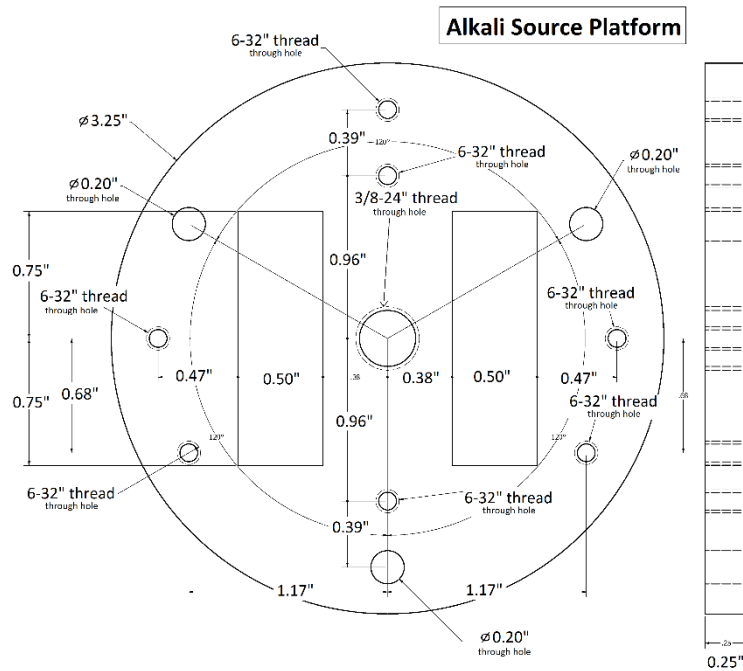 Alkali Source Platform
6-32" thread
through hole
⌀3.25"
0.39"
120°
6-32" thread
through hole
⌀0.20"
through hole
⌀0.20"
through hole
3/8-24" thread
through hole
0.75"
0.96"
6-32" thread
through hole
6-32" thread
through hole
0.47"
0.50"
.38
0.38"
0.50"
0.47"
0.75"
0.68"
.68
6-32" thread
through hole
0.96"
120°
120°
6-32" thread
through hole
6-32" thread
through hole
0.39"
1.17"
1.17"
⌀0.20"
through hole
.25
0.25"